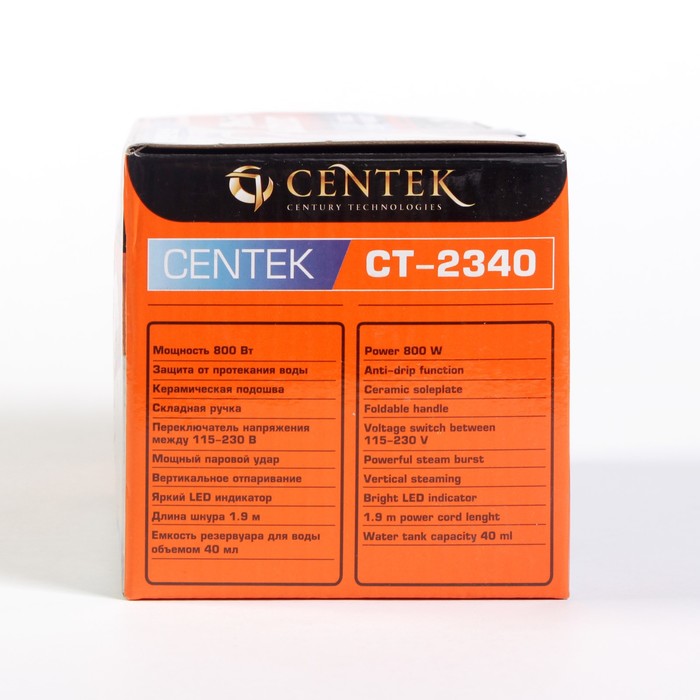 CENTEK
CENTURY TECHNOLOGIES
CENTEK CT-2340
Мощность 800 Вт
Защита от протекания воды
Керамическая подошва
Складная ручка
Переключатель напряжения
между 115-230 В
Мощный паровой удар
Вертикальное отпаривание
Яркий LED индикатор
Длина шнура 1.9 м
Емкость резервуара для воды
объемом 40 мл
Power 800 W
Anti-drip function
Ceramic soleplate
Foldable handle
Voltage switch between
115-230 V
Powerful steam burst
Vertical steaming
Bright LED indicator
1.9 m power cord lenght
Water tank capacity 40 ml